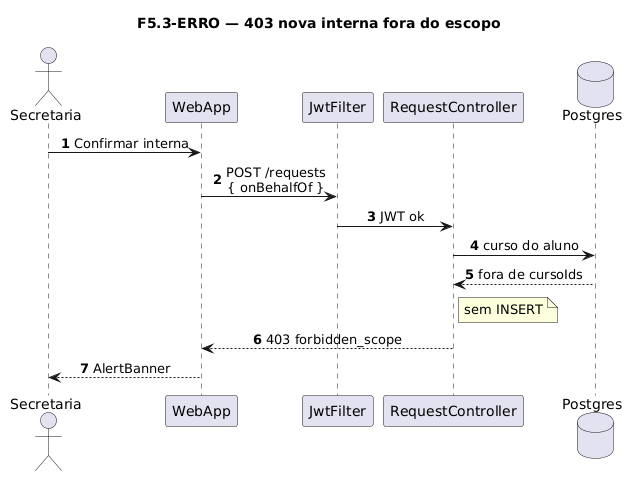 F5.3-ERRO — 403 nova interna fora do escopo
Secretaria
WebApp
JwtFilter
RequestController
Postgres
1 Confirmar interna
2 POST /requests
{ onBehalfOf }
3 JWT ok
4 curso do aluno
5 fora de cursoIds
sem INSERT
6 403 forbidden_scope
7 AlertBanner
Secretaria
WebApp
JwtFilter
RequestController
Postgres